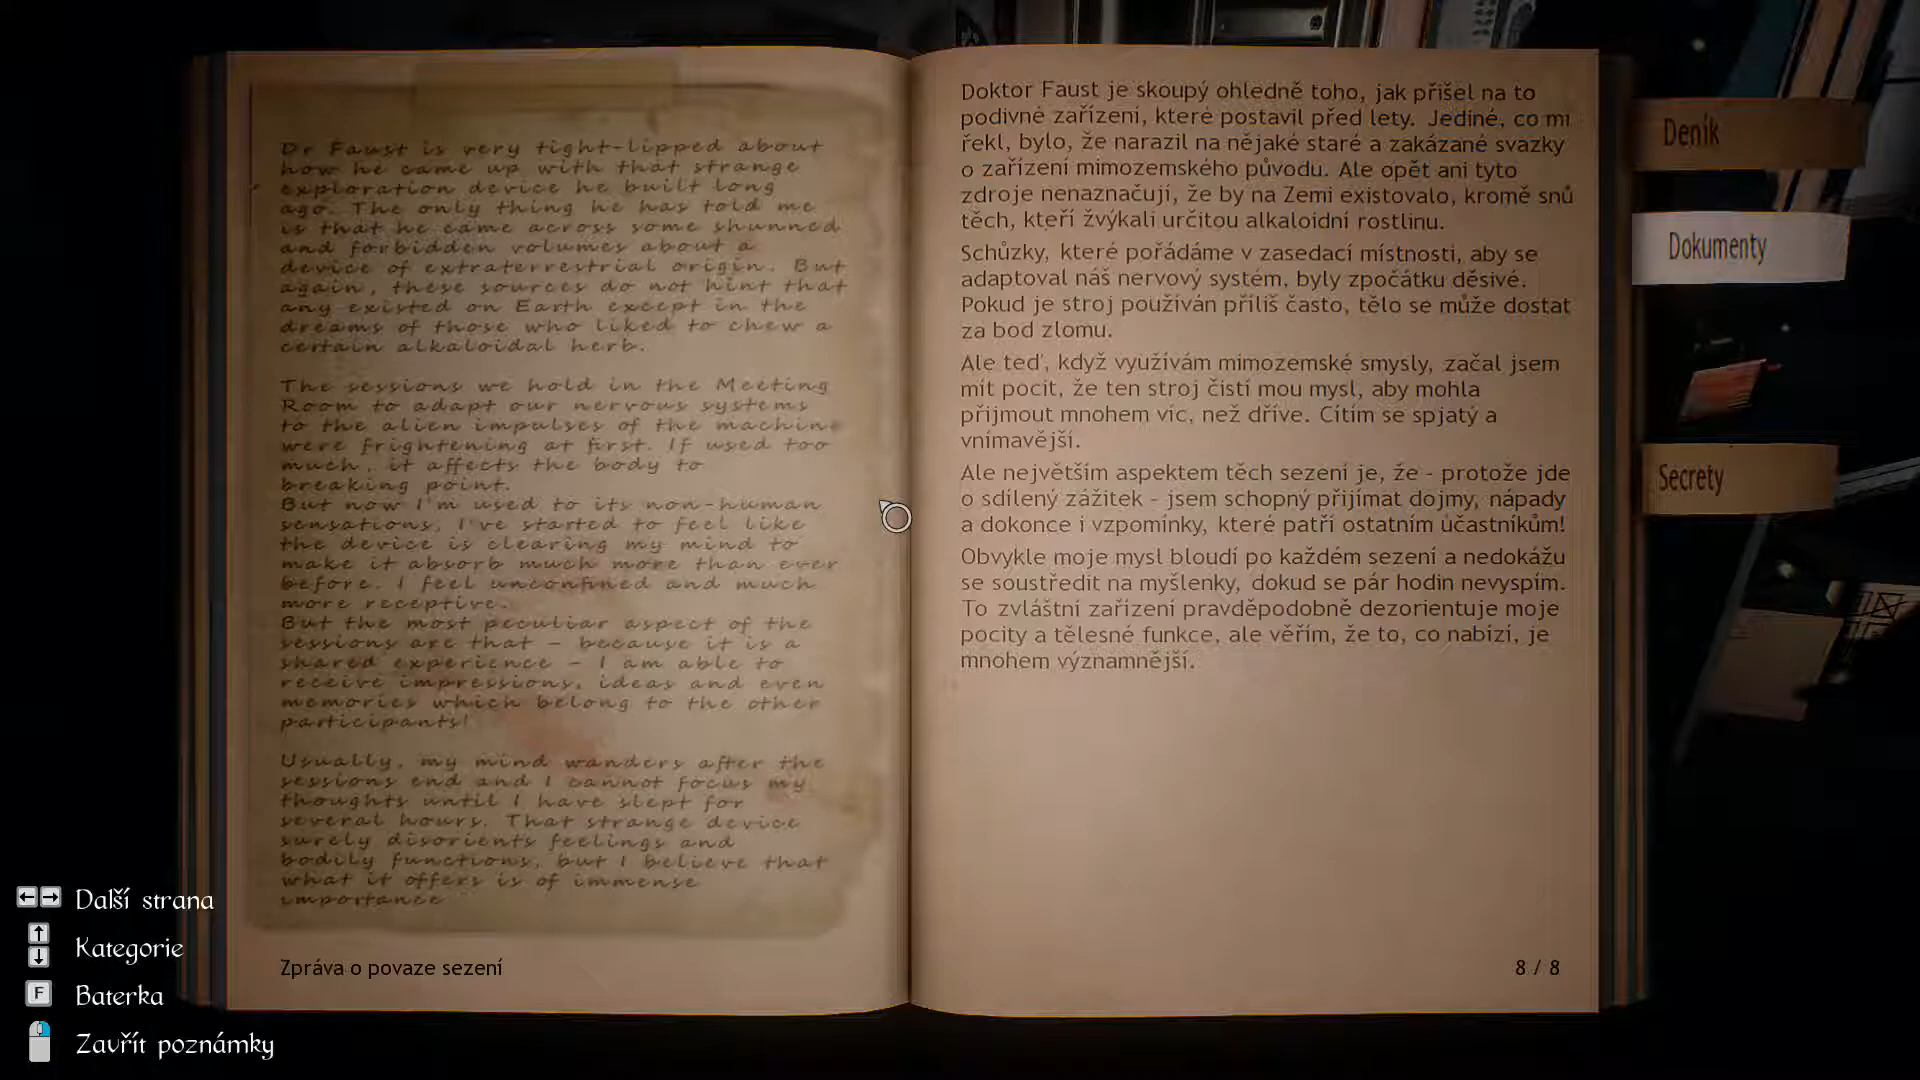 Dr Faust is very tight-lipped about
how he came up with that strange
exploration device he built long
ago. The only thing he has told me
is that he came across some shunned
and forbidden volumes about a
device of extraterrestrial origin. But
again, these sources do not hint that
any existed on Earth except in the
dreams of those who liked to chew a
certain alkaloidal herb.
The sessions we hold in the Meeting
Room to adapt our nervous systems
to the alien impulses of the machine
were frightening at first. If used too
much, it affects the body to
breaking point.
But now I'm used to its non-human
sensations, I've started to feel like
the device is clearing my mind to
make it absorb much more than ever
before. I feel unconfined and much
more receptive.
But the most peculiar aspect of the
sessions are that - because it is a
shared experience - I am able to
receive impressions, ideas and even
memories which belong to the other
participants!
Usually, my mind wanders after the
sessions end and I cannot focus my
thoughts until I have slept for
several hours. That strange device
surely disorients feelings and
bodily functions, but I believe that
what it offers is of immense
importance
Zpráva o povaze sezení
Doktor Faust je skoupý ohledně toho, jak přišel na to
podivné zařízení, které postavil před lety. Jediné, co mi
řekl, bylo, že narazil na nějaké staré a zakázané svazky
o zařízení mimozemského původu. Ale opět ani tyto
zdroje nenaznačují, že by na Zemi existovalo, kromě snů
těch, kteří žvýkali určitou alkaloidní rostlinu.
Schůzky, které pořádáme v zasedací místnosti, aby se
adaptoval náš nervový systém, byly zpočátku děsivé.
Pokud je stroj používán příliš často, tělo se může dostat
za bod zlomu.
Ale teď, když využívám mimozemské smysly, začal jsem
mít pocit, že ten stroj čistí mou mysl, aby mohla
přijmout mnohem víc, než dříve. Cítím se spjatý a
vnímavější.
Ale největším aspektem těch sezení je, že - protože jde
o sdílený zážitek - jsem schopný přijímat dojmy, nápady
a dokonce i vzpomínky, které patří ostatním účastníkům!
Obvykle moje mysl bloudí po každém sezení a nedokážu
se soustředit na myšlenky, dokud se pár hodin nevyspím.
To zvláštní zařízení pravděpodobně dezorientuje moje
pocity a tělesné funkce, ale věřím, že to, co nabízí, je
mnohem významnější.
8 / 8
Deník
Dokumenty
Secrety
Další strana
Kategorie
F Baterka
Zavřít poznámky